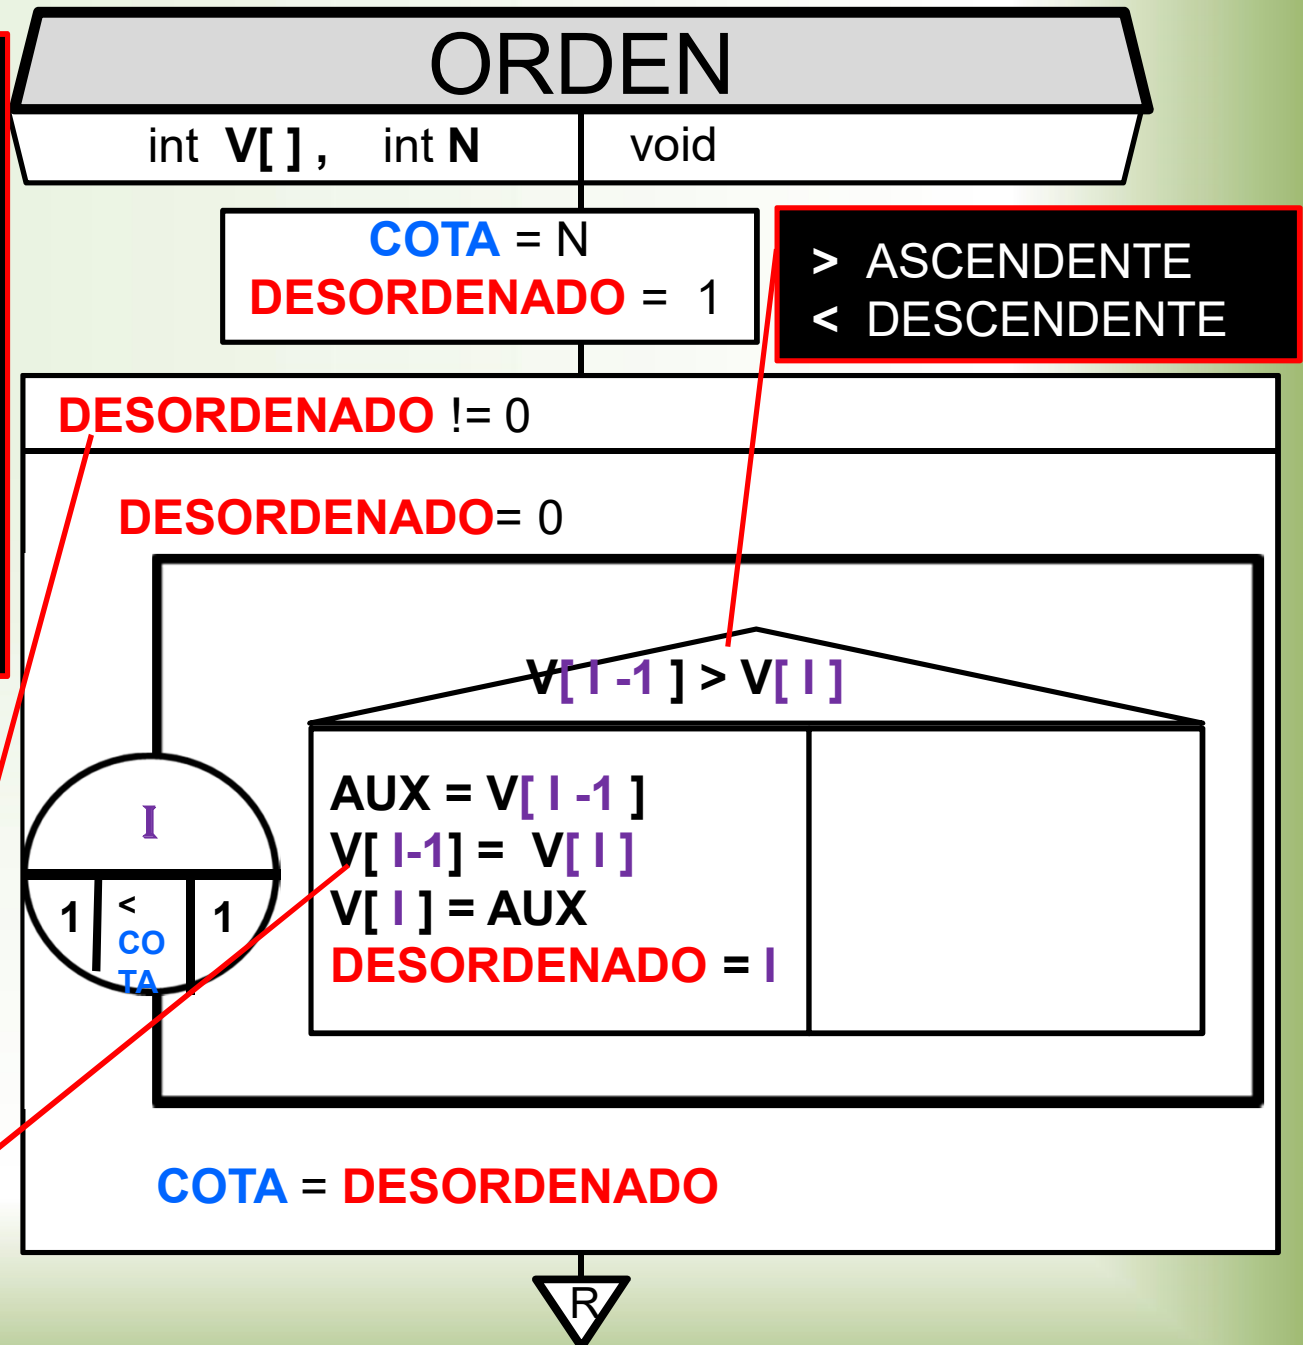 ORDEN
int V[ ] , int N void
COTA = N
DESORDENADO = 1
> ASCENDENTE
< DESCENDENTE
DESORDENADO != 0
DESORDENADO= 0
V[ I -1 ] > V[ I ]
I
1 < 1
CO
TA
AUX = V[ I -1 ]
V[ I-1] = V[ I ]
V[ I ] = AUX
DESORDENADO = I
COTA = DESORDENADO
R